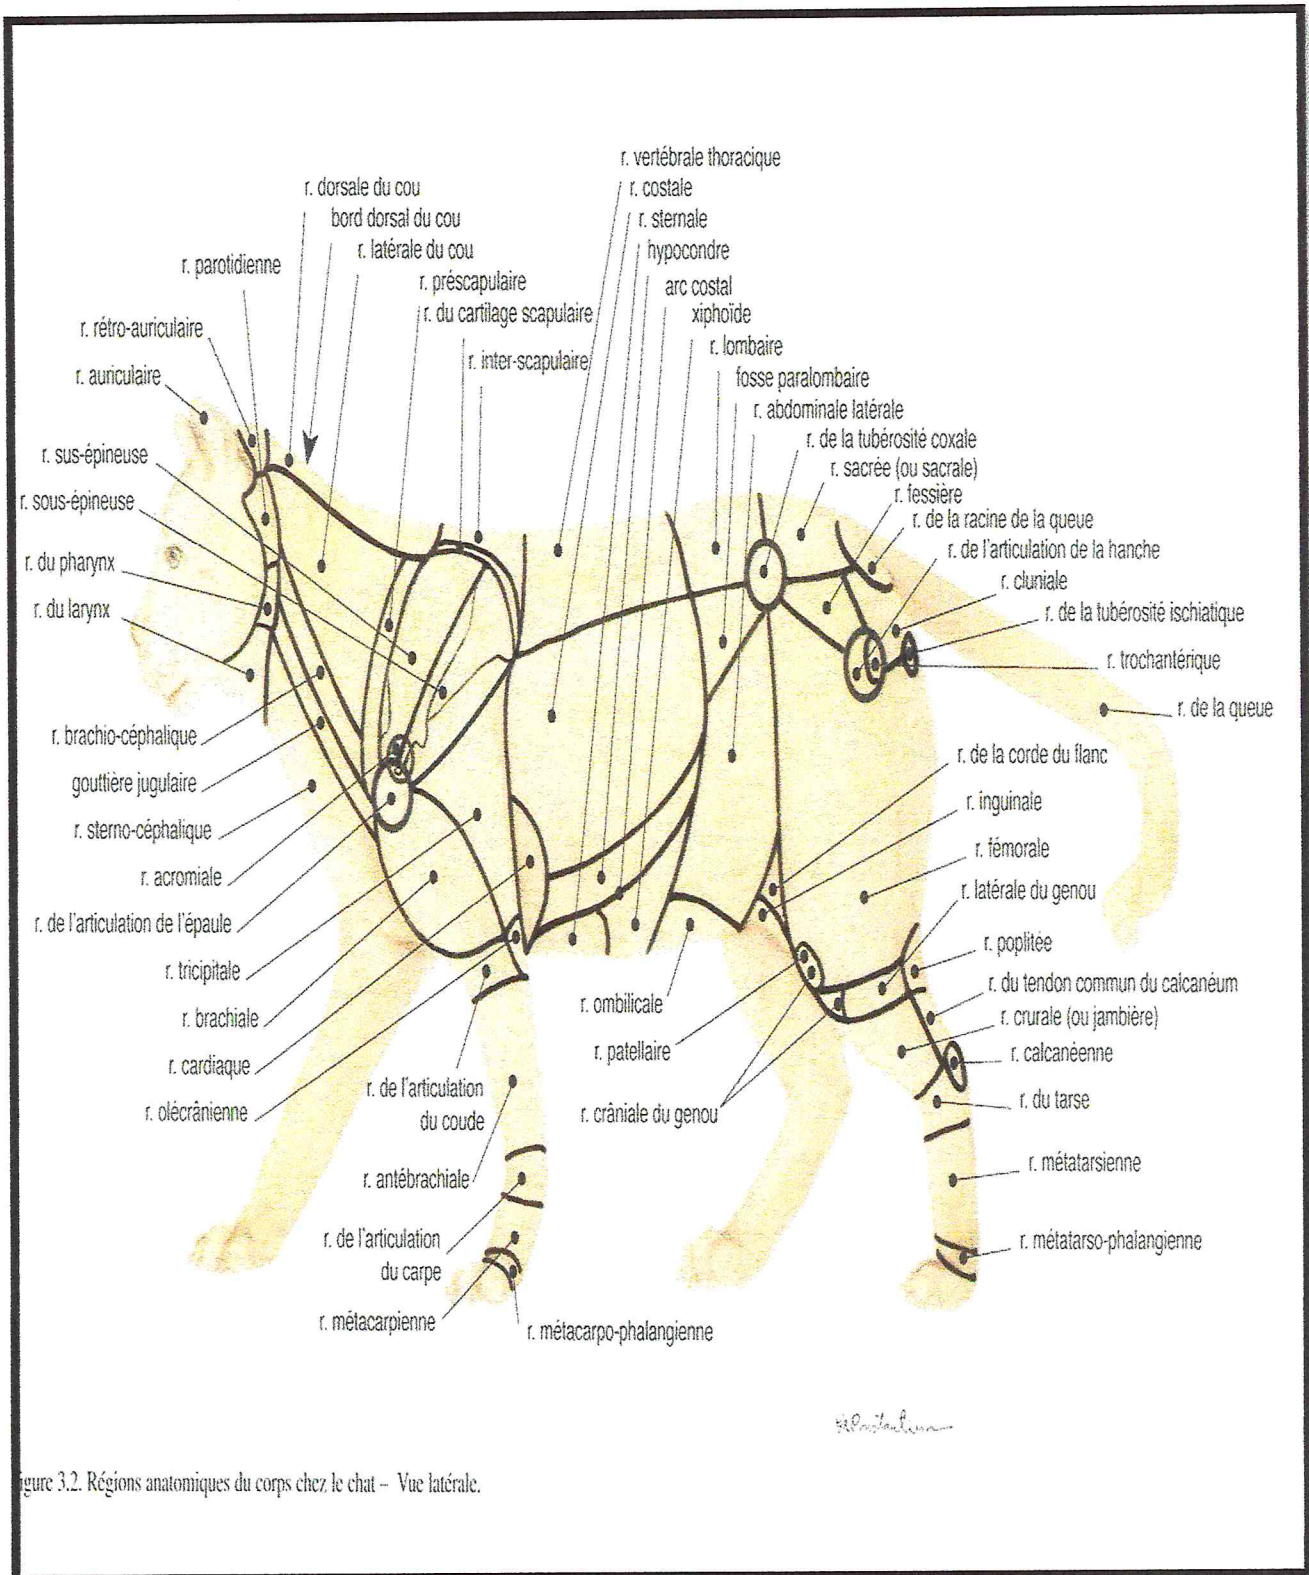 r. vertébrale thoracique
r. dorsale du cou
r. costale
bord dorsal du cou
r. sternale
r. latérale du cou
hypocondre
r. parotidienne
r. préscapulaire
arc costal
r. du cartilage scapulaire
xiphoïde
r. rétro-auriculaire
r. inter-scapulaire
r. lombaire
r. auriculaire
fosse paralombaire
r. abdominale latérale
r. de la tubérosité coxale
r. sus-épineuse
r. sacrée (ou sacrale)
r. sous-épineuse
r. fessière
r. de la racine de la queue
r. du pharynx
r. de l'articulation de la hanche
r. cluniale
r. du larynx
r. de la tubérosité ischiatique
r. trochantérique
r. de la queue
r. brachio-céphalique
r. de la corde du flanc
gouttière jugulaire
r. inguinale
r. sterno-céphalique
r. fémorale
r. acromiale
r. latérale du genou
r. de l'articulation de l'épaule
r. poplitée
r. tricipitale
r. du tendon commun du calcanéum
r. ombilicale
r. brachiale
r. crurale (ou jambière)
r. patellaire
r. calcanéenne
r. cardiaque
r. de l'articulation
du coude
r. olécrânienne
r. crâniale du genou
r. du tarse
r. antébrachiale
r. métatarsienne
r. de l'articulation
du carpe
r. métatarso-phalangienne
r. métacarpienne
r. métacarpo-phalangienne
igure 3.2. Régions anatomiques du corps chez le chat – Vue latérale.